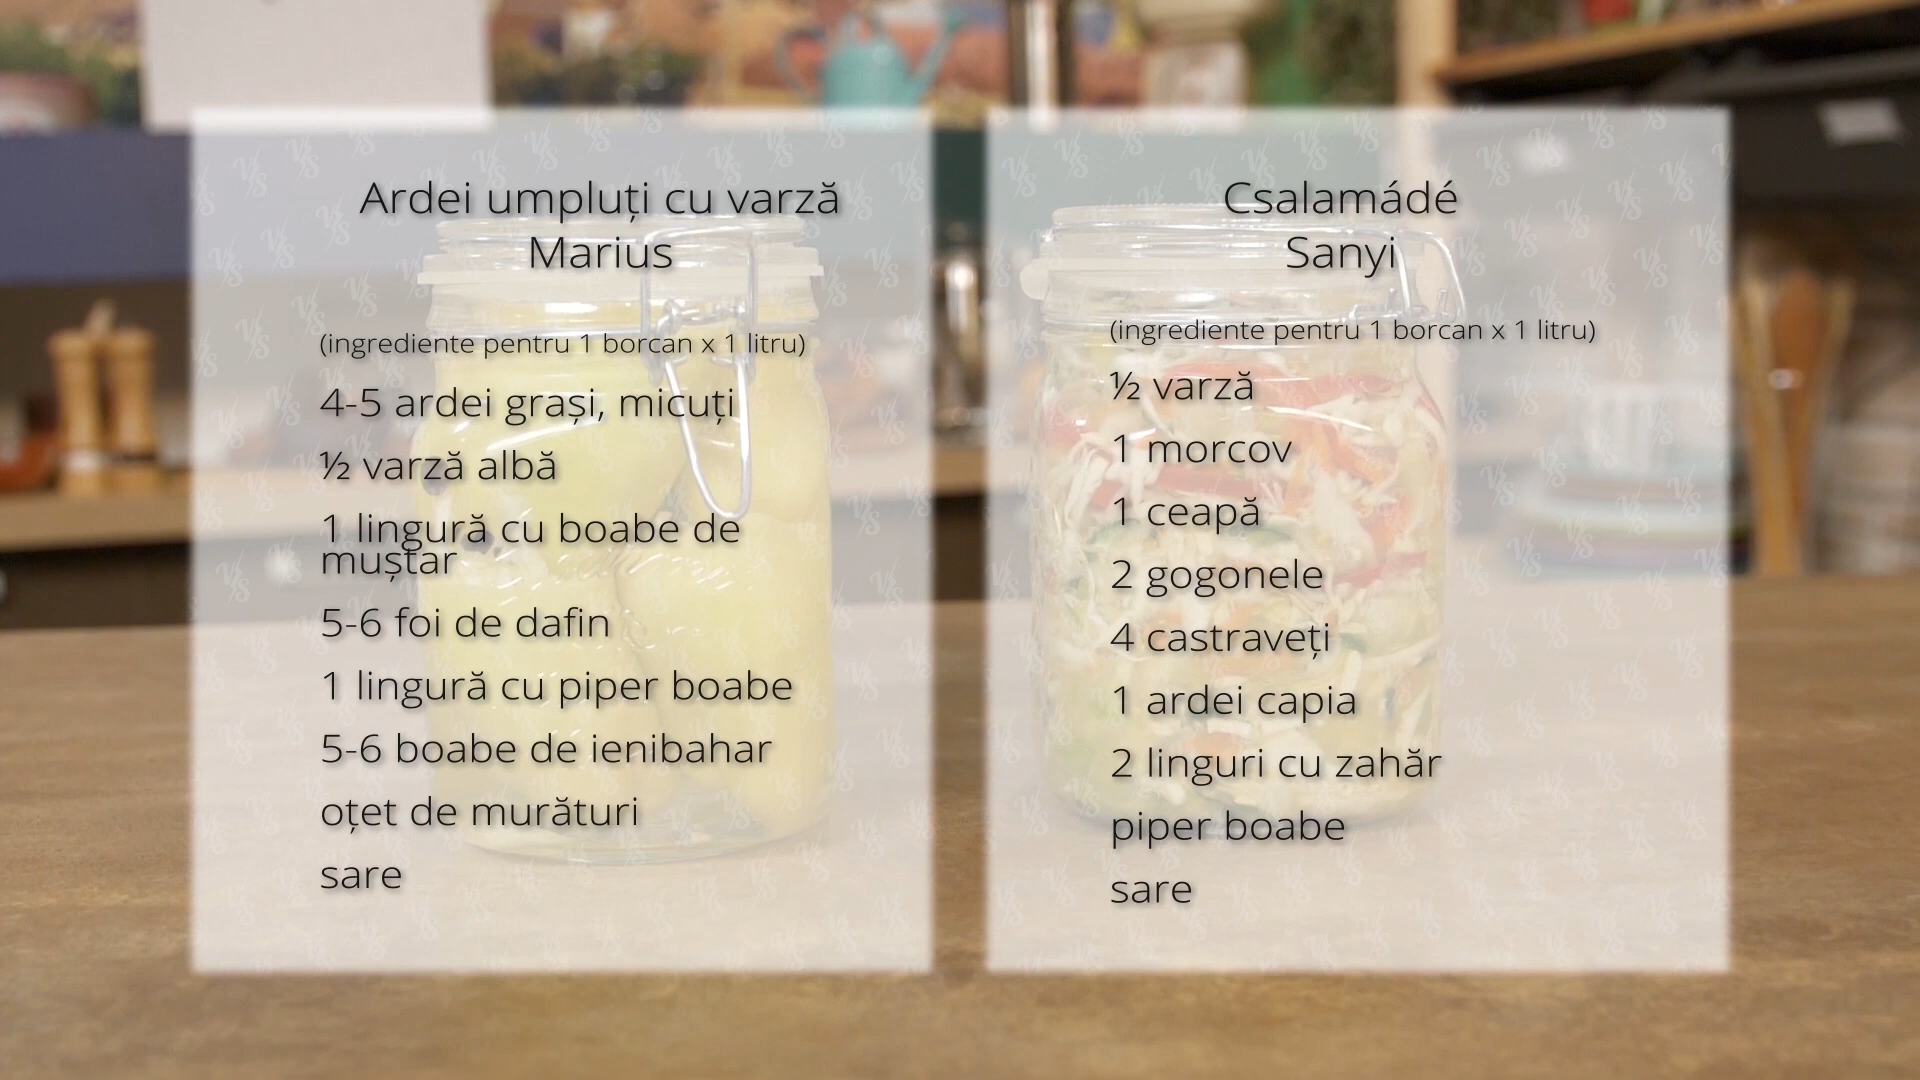 Ardei umpluți cu varză
Marius
(ingrediente pentru 1 borcan x 1 litru)
4-5 ardei grași, micuți
½ varză albă
1 lingură cu boabe de
muștar
5-6 foi de dafin
1 lingură cu piper boabe
5-6 boabe de ienibahar
oțet de murături
sare
Csalamádé
Sanyi
(ingrediente pentru 1 borcan x 1 litru)
½ varză
1 morcov
1 ceapă
2 gogonele
4 castraveți
1 ardei capia
2 linguri cu zahăr
piper boabe
sare